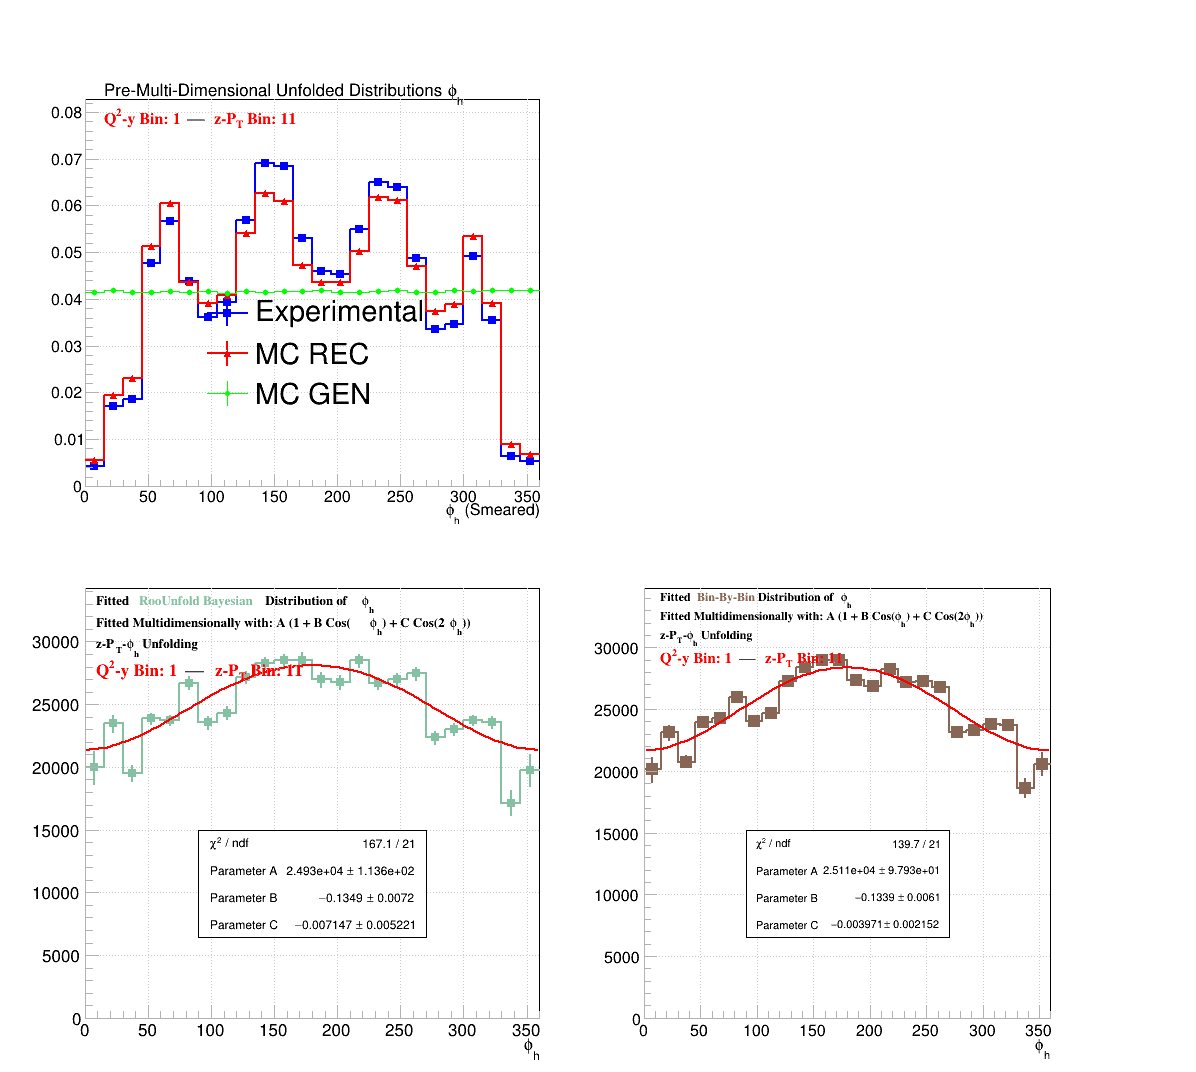 Pre-Multi-Dimensional Unfolded Distributions ϕh
Q2-y Bin: 1 — z-PT Bin: 11
0.08
0.07
0.06
0.05
0.04
0.03
0.02
0.01
0
Experimental
MC REC
MC GEN
0 50 100 150 200 250 300 350
ϕh (Smeared)
Fitted RooUnfold Bayesian Distribution of ϕh
Fitted Multidimensionally with: A (1 + B Cos( ϕh) + C Cos(2 ϕh))
z-PT-ϕh Unfolding
Q2-y Bin: 1 — z-PT Bin: 11
30000
25000
20000
15000
10000
5000
0
χ2 / ndf 167.1 / 21
Parameter A 2.493e+04 ± 1.136e+02
Parameter B −0.1349 ± 0.0072
Parameter C −0.007147 ± 0.005221
0 50 100 150 200 250 300 350
ϕh
Fitted Bin-By-Bin Distribution of ϕh
Fitted Multidimensionally with: A (1 + B Cos(ϕh) + C Cos(2ϕh))
z-PT-ϕh Unfolding
Q2-y Bin: 1 — z-PT Bin: 11
30000
25000
20000
15000
10000
5000
0
χ2 / ndf 139.7 / 21
Parameter A 2.511e+04 ± 9.793e+01
Parameter B −0.1339 ± 0.0061
Parameter C −0.003971 ± 0.002152
0 50 100 150 200 250 300 350
ϕh